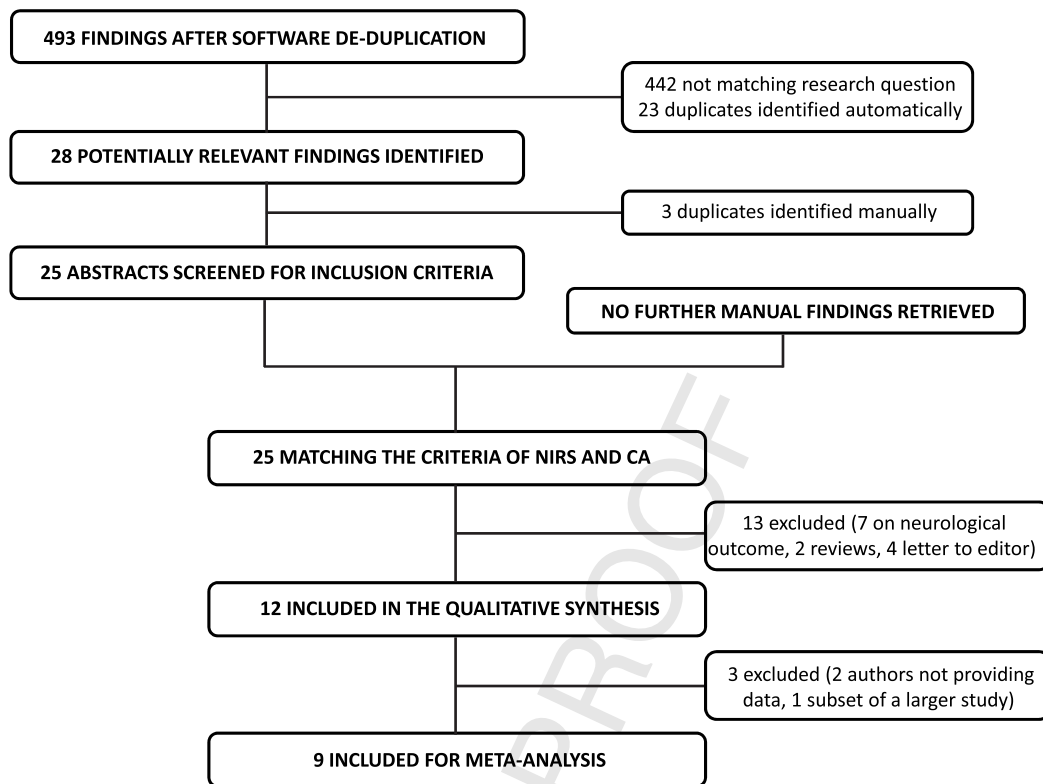 493 FINDINGS AFTER SOFTWARE DE-DUPLICATION
442 not matching research question
23 duplicates identified automatically
28 POTENTIALLY RELEVANT FINDINGS IDENTIFIED
3 duplicates identified manually
25 ABSTRACTS SCREENED FOR INCLUSION CRITERIA
NO FURTHER MANUAL FINDINGS RETRIEVED
25 MATCHING THE CRITERIA OF NIRS AND CA
13 excluded (7 on neurological
outcome, 2 reviews, 4 letter to editor)
12 INCLUDED IN THE QUALITATIVE SYNTHESIS
3 excluded (2 authors not providing
data, 1 subset of a larger study)
9 INCLUDED FOR META-ANALYSIS
PROOF